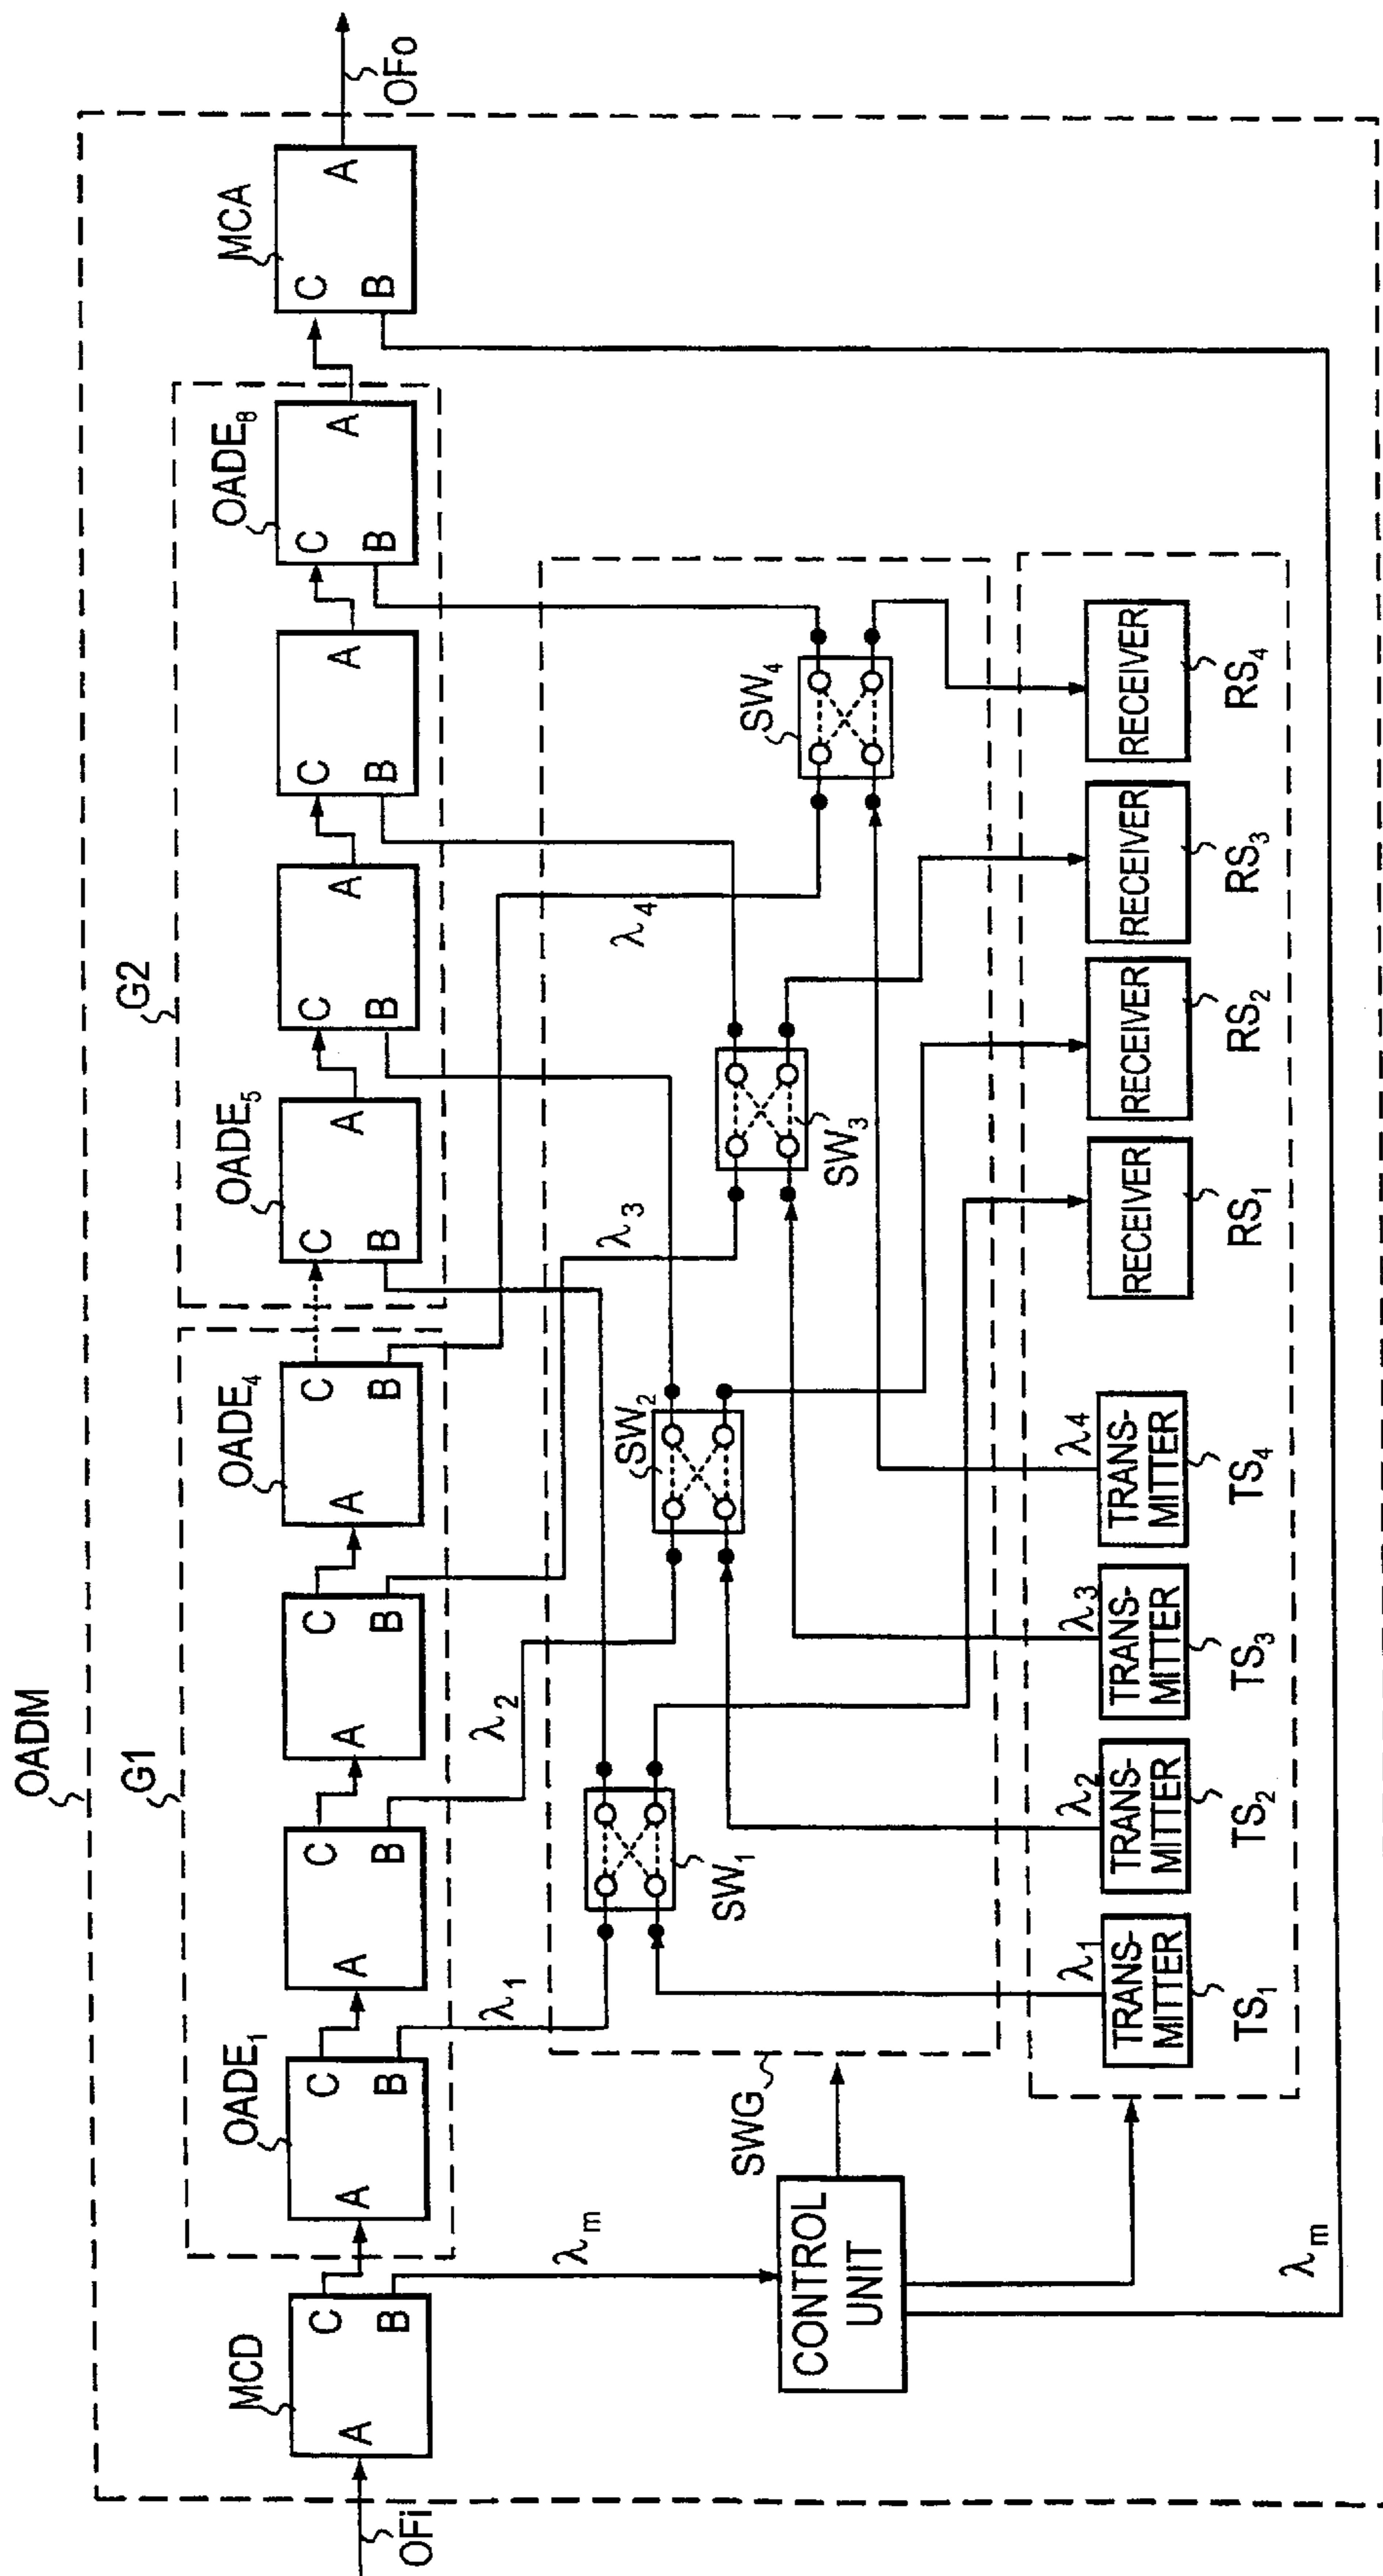 OADM
G1
G2
MCD
OADE1
OADE4
OADE5
OADE8
MCA
A C B
A C B
A C B
A C B
A C B
C B A
C B A
C B A
C B A
C B A
OFi
OFo
λm
λ1
λ2
λ3
λ4
SWG
SW1
SW2
SW3
SW4
CONTROL
UNIT
λm
λ1
λ2
λ3
λ4
TRANS-
MITTER
TRANS-
MITTER
TRANS-
MITTER
TRANS-
MITTER
RECEIVER
RECEIVER
RECEIVER
RECEIVER
TS1
TS2
TS3
TS4
RS1
RS2
RS3
RS4